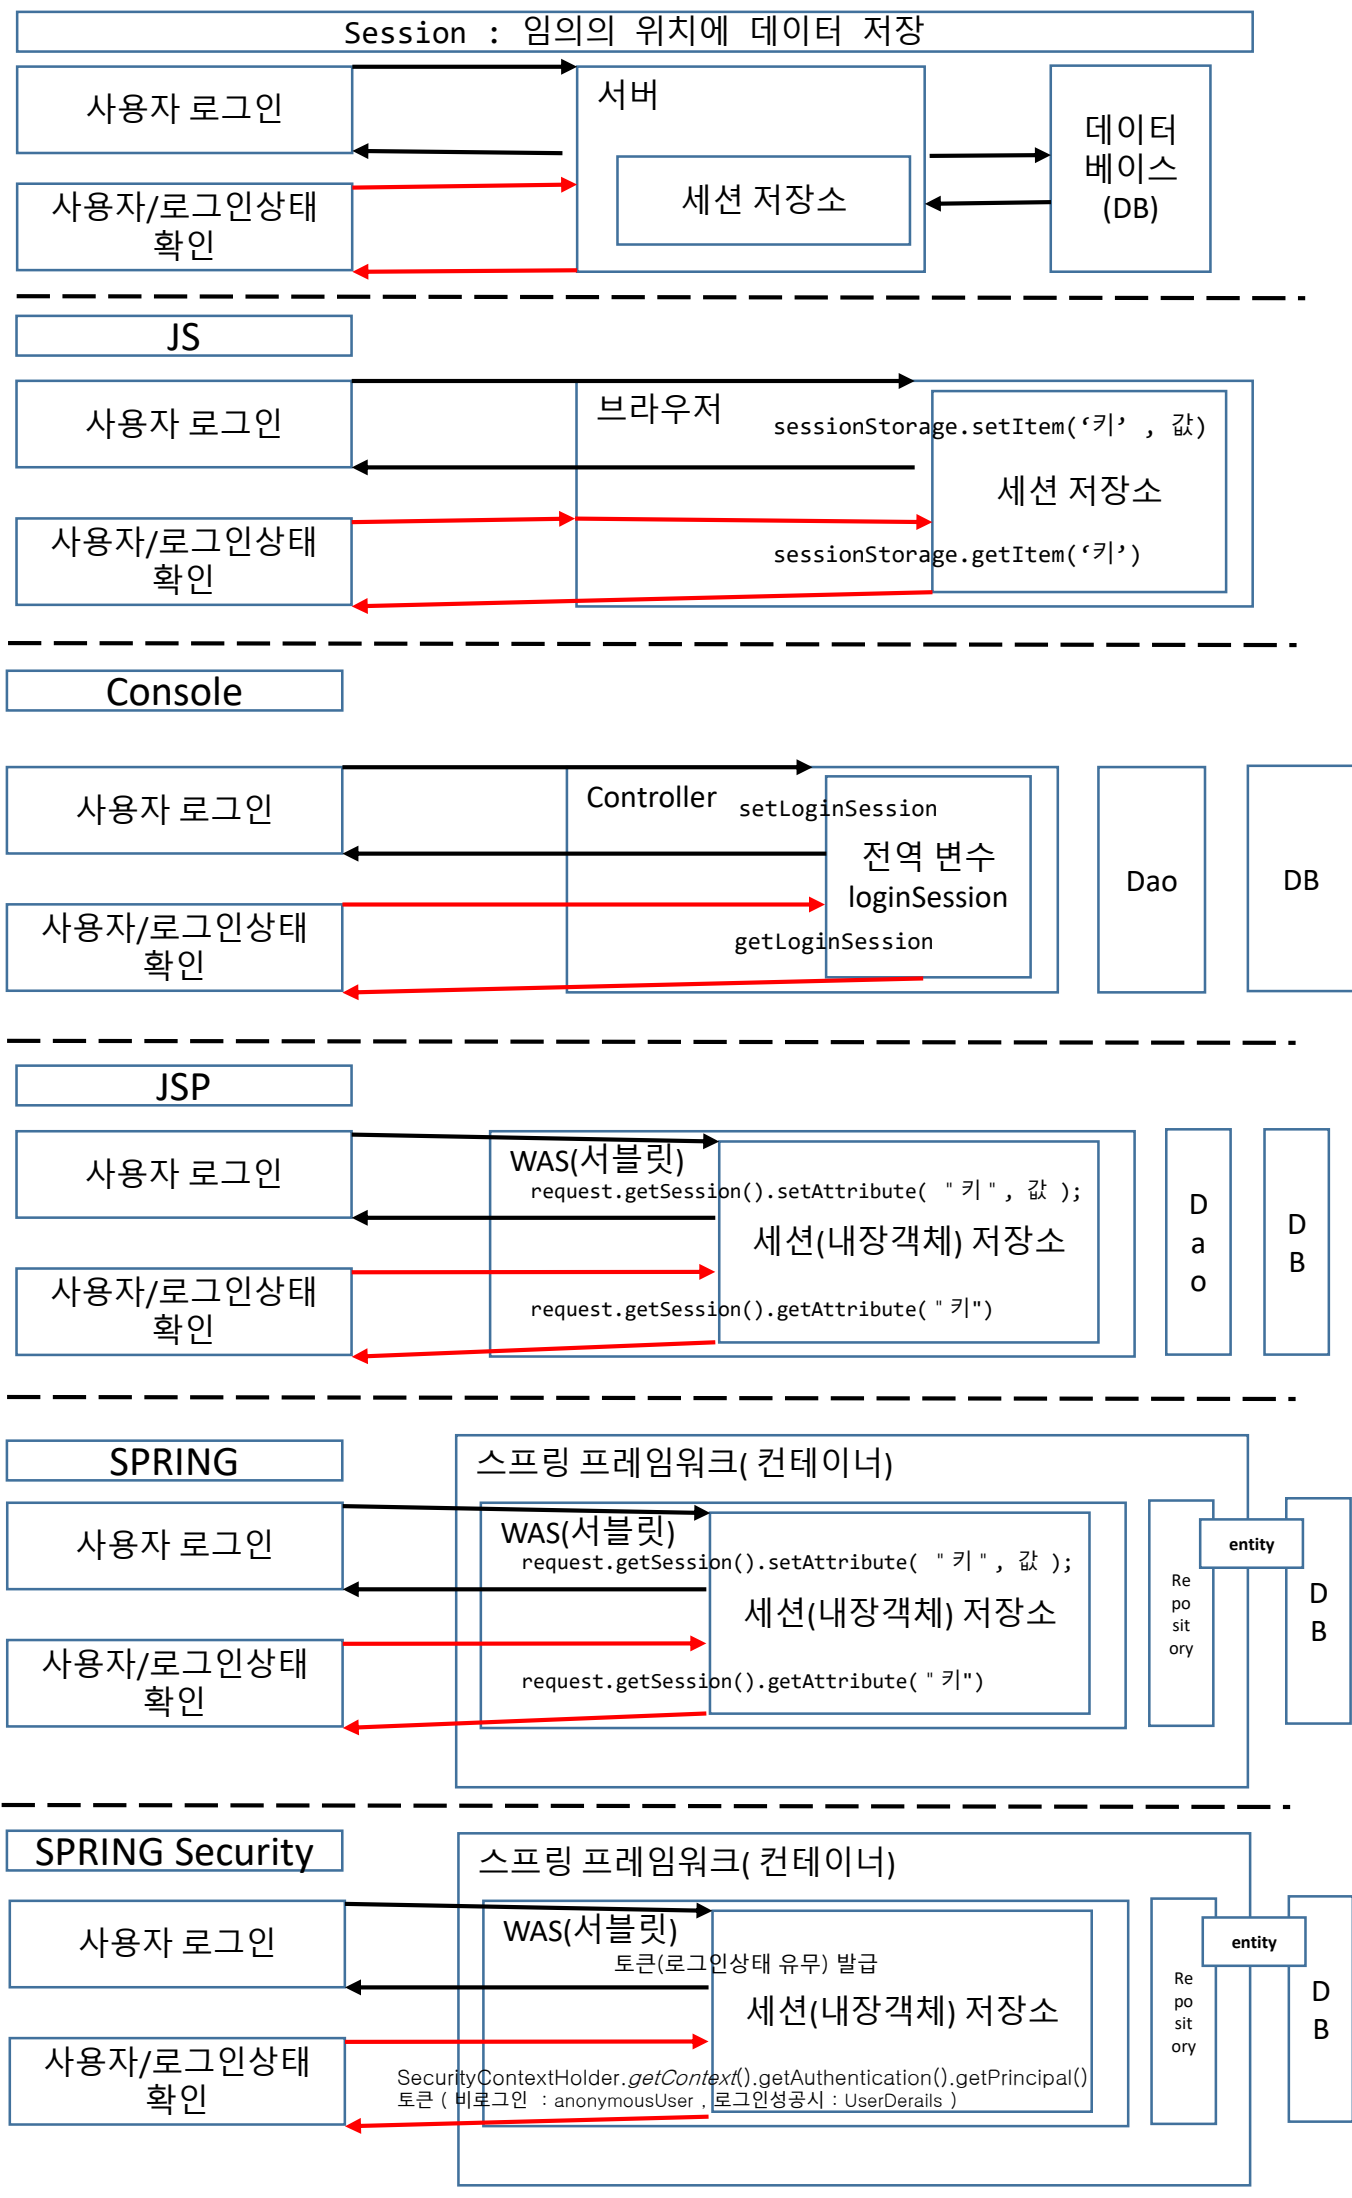 Session : 임의의 위치에 데이터 저장
사용자 로그인
서버
데이터
베이스
(DB)
세션 저장소
사용자/로그인상태
확인
JS
사용자 로그인
브라우저
sessionStorage.setItem(‘키’ , 값)
세션 저장소
사용자/로그인상태
확인
sessionStorage.getItem(‘키’)
Console
사용자 로그인
Controller
setLoginSession
전역 변수
loginSession
Dao
DB
사용자/로그인상태
확인
getLoginSession
JSP
사용자 로그인
WAS(서블릿)
request.getSession().setAttribute( "키", 값 );
세션(내장객체) 저장소
D
a
o
D
B
사용자/로그인상태
확인
request.getSession().getAttribute("키")
SPRING
스프링 프레임워크( 컨테이너)
사용자 로그인
WAS(서블릿)
request.getSession().setAttribute( "키", 값 );
세션(내장객체) 저장소
entity
Re
po
sit
ory
D
B
사용자/로그인상태
확인
request.getSession().getAttribute("키")
SPRING Security
스프링 프레임워크( 컨테이너)
사용자 로그인
WAS(서블릿)
토큰(로그인상태 유무) 발급
세션(내장객체) 저장소
entity
Re
po
sit
ory
D
B
사용자/로그인상태
확인
SecurityContextHolder.getContext().getAuthentication().getPrincipal()
토큰 ( 비로그인 : anonymousUser , 로그인성공시 : UserDerails )